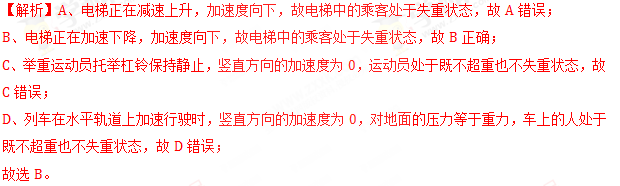 【解析】A、电梯正在减速上升，加速度向下，故电梯中的乘客处于失重状态，故 A 错误；
B、电梯正在加速下降，加速度向下，故电梯中的乘客处于失重状态，故 B 正确；
C、举重运动员托举杠铃保持静止，竖直方向的加速度为 0，运动员处于既不超重也不失重状态，故
C 错误；
D、列车在水平轨道上加速行驶时，竖直方向的加速度为 0，对地面的压力等于重力，车上的人处于
既不超重也不失重状态，故 D 错误；
故选 B。